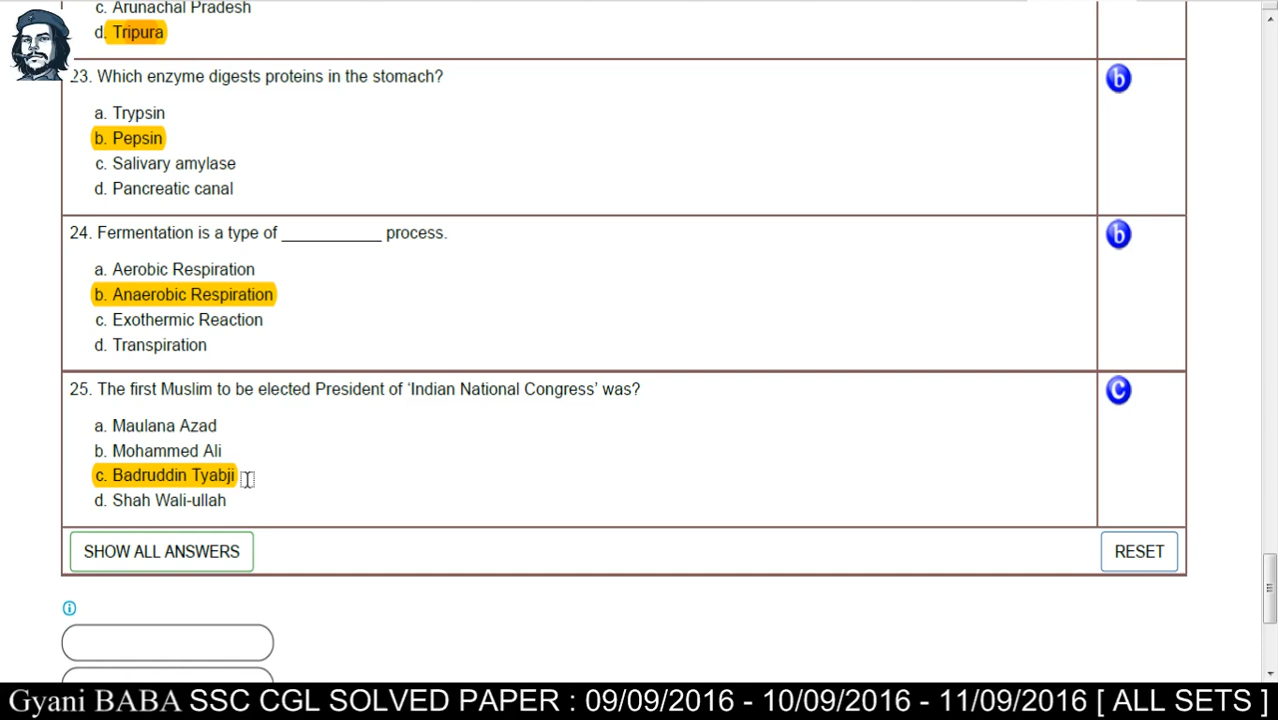 c. Arunachal Pradesh
d. Tripura
23. Which enzyme digests proteins in the stomach?
b
a. Trypsin
b. Pepsin
c. Salivary amylase
d. Pancreatic canal
24. Fermentation is a type of ___________ process.
b
a. Aerobic Respiration
b. Anaerobic Respiration
c. Exothermic Reaction
d. Transpiration
25. The first Muslim to be elected President of ‘Indian National Congress’ was?
c
a. Maulana Azad
b. Mohammed Ali
c. Badruddin Tyabji
d. Shah Wali-ullah
SHOW ALL ANSWERS
RESET
Gyani BABA SSC CGL SOLVED PAPER : 09/09/2016 - 10/09/2016 - 11/09/2016 [ ALL SETS ]